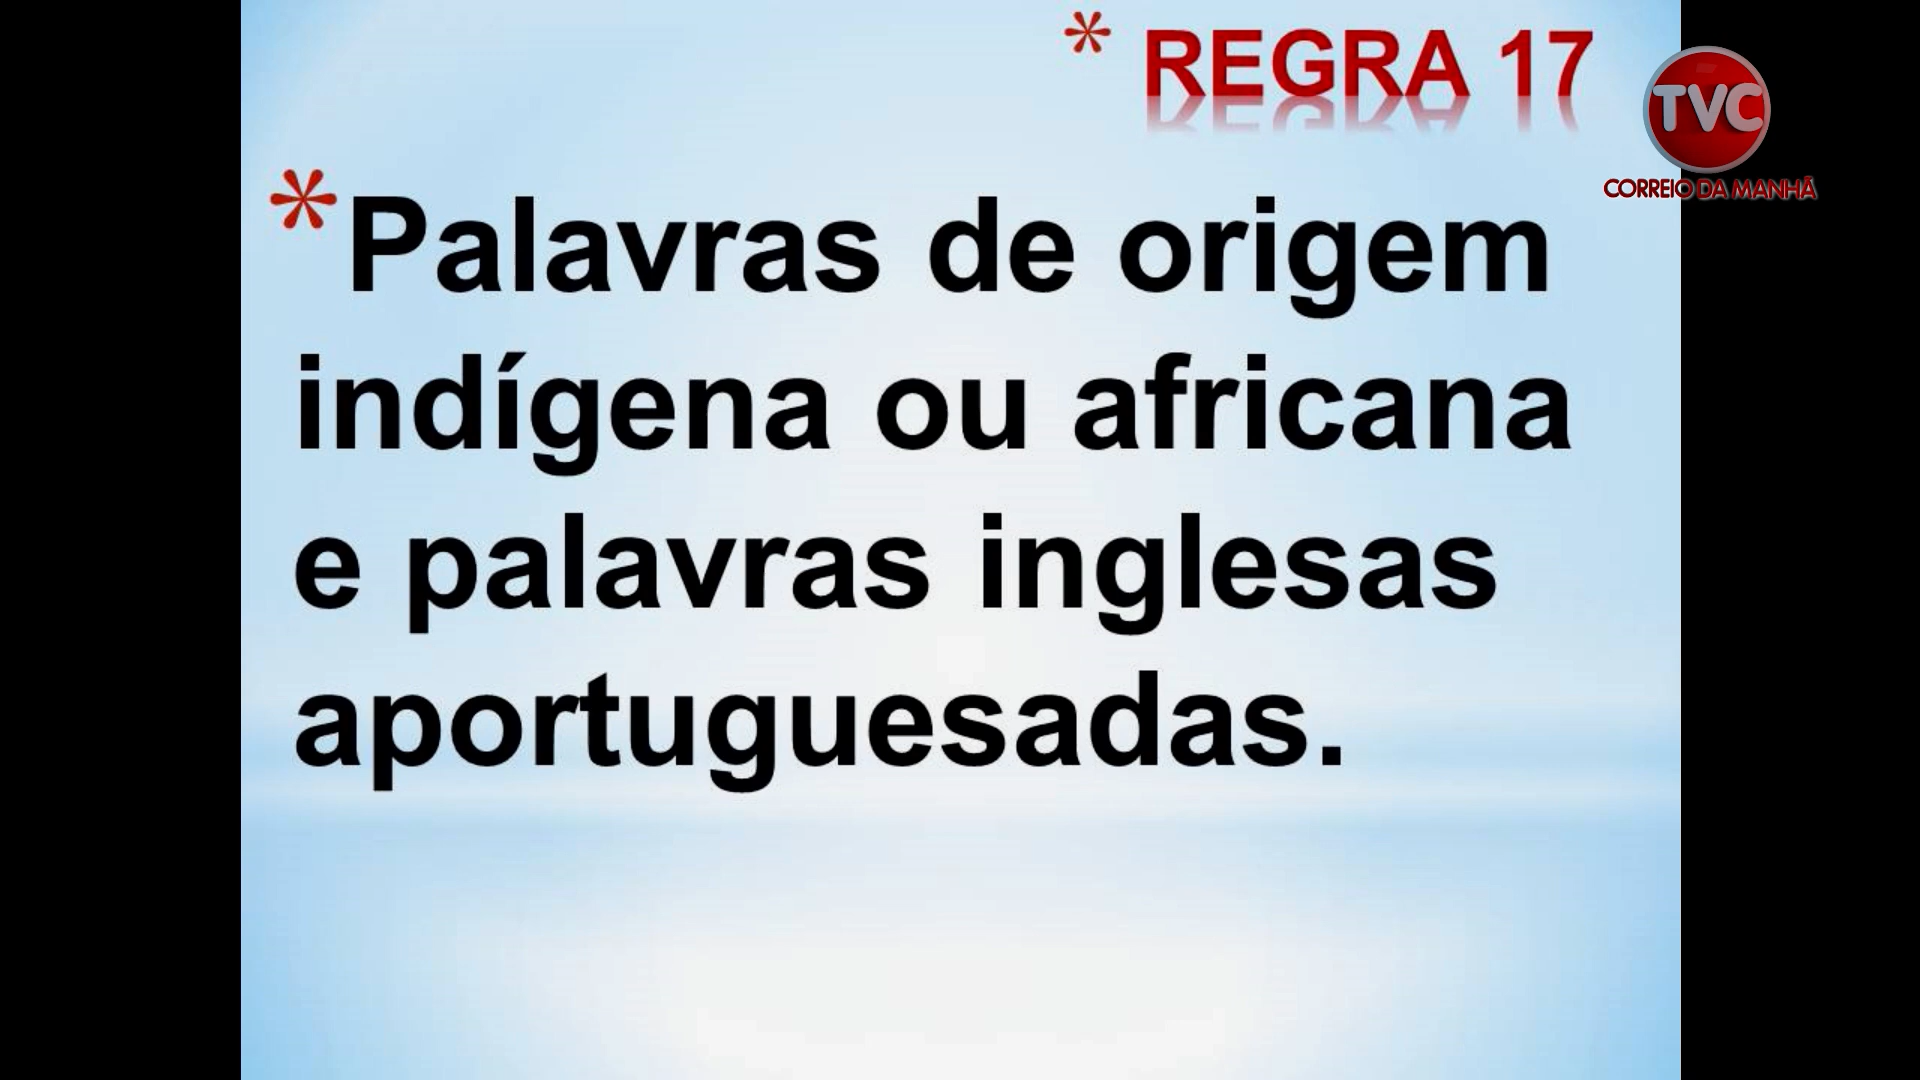 * REGRA 17
TVC
CORREIO DA MANHÃ
*Palavras de origem
indígena ou africana
e palavras inglesas
aportuguesadas.